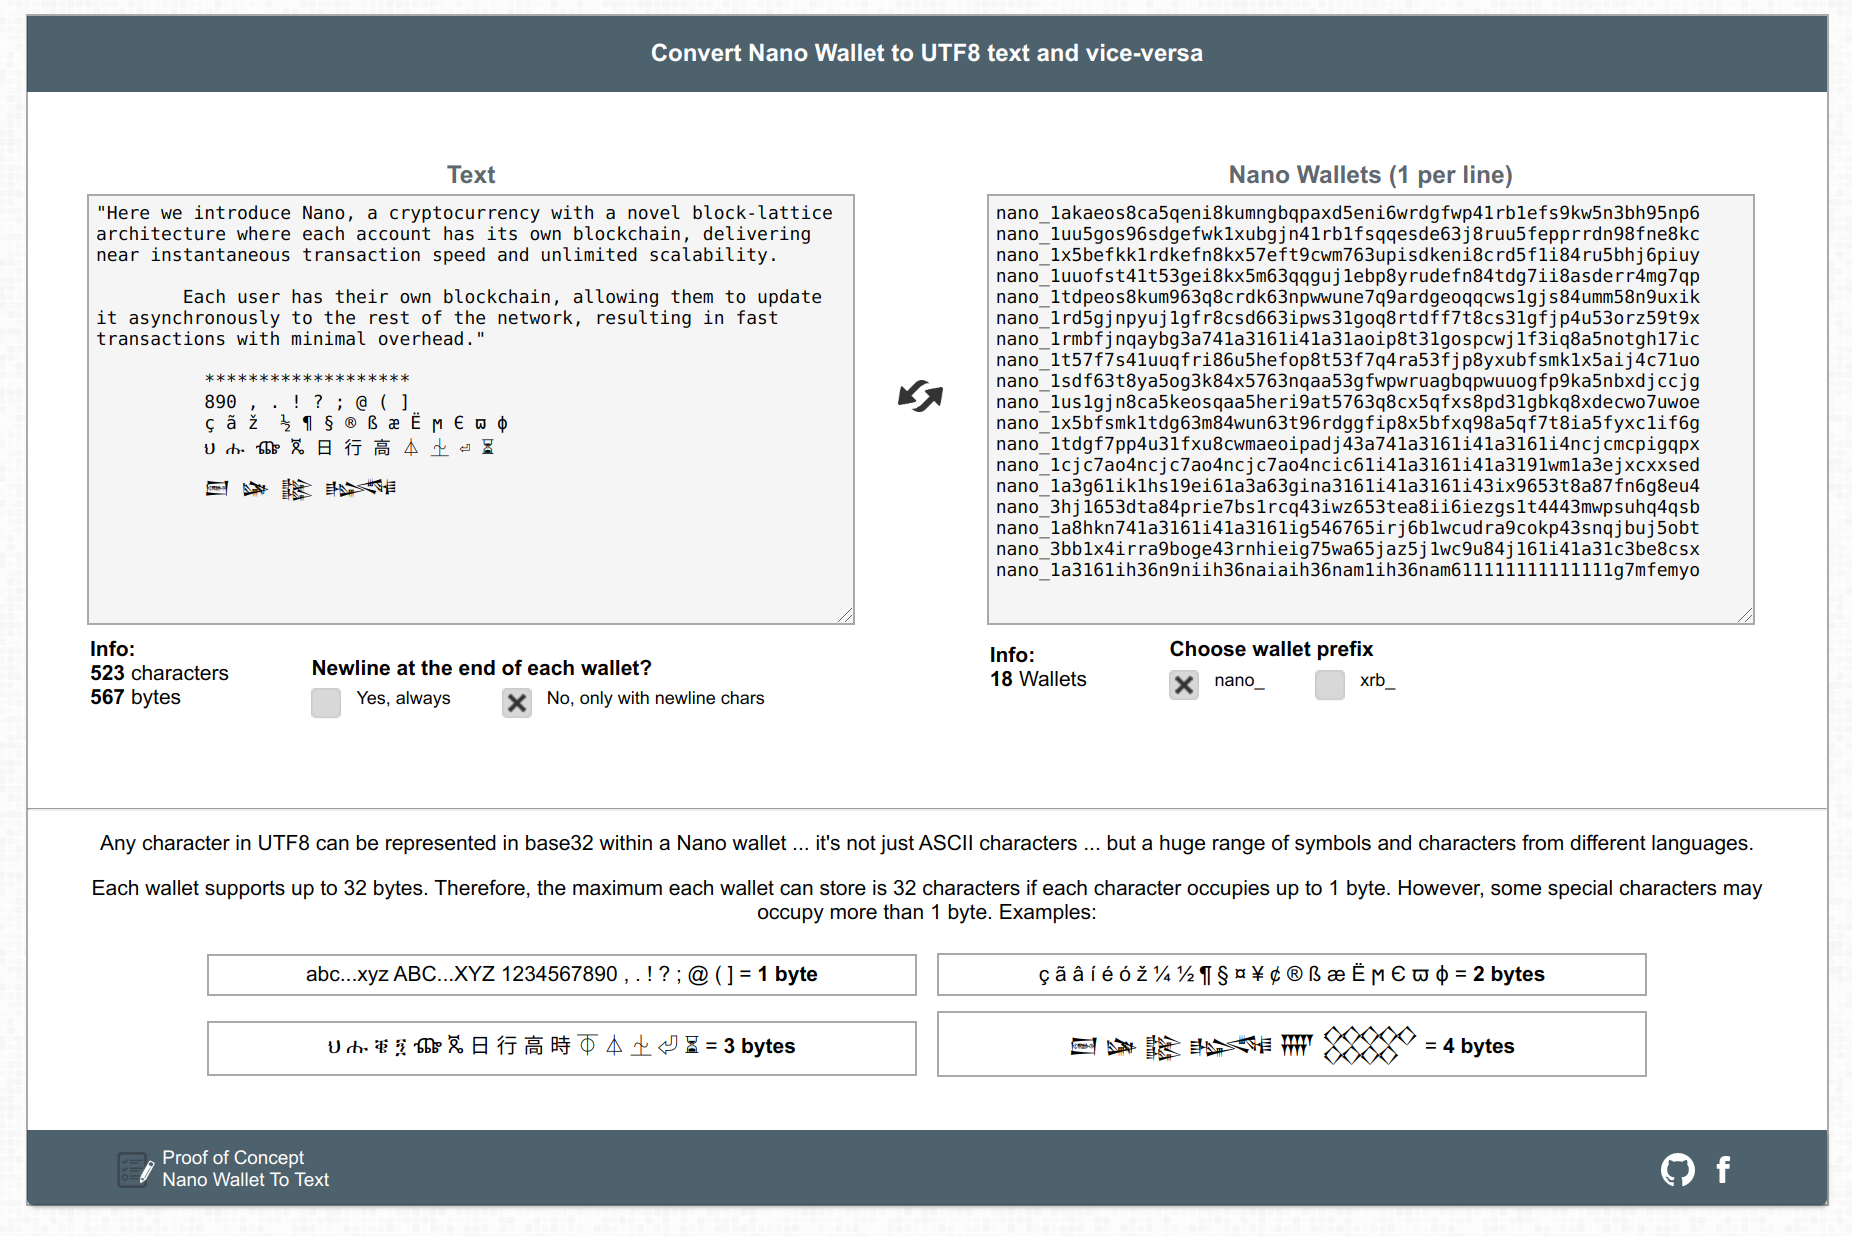 Convert Nano Wallet to UTF8 text and vice-versa
Text
"Here we introduce Nano, a cryptocurrency with a novel block-lattice
architecture where each account has its own blockchain, delivering
near instantaneous transaction speed and unlimited scalability.
Each user has their own blockchain, allowing them to update
it asynchronously to the rest of the network, resulting in fast
transactions with minimal overhead."
*******************
890 , . ! ? ; @ ( ]
ç ã ž ½ ¶ § ® ß æ Ë ϻ Є ϖ ϕ
日 行 高 ⏎ ⌛
Nano Wallets (1 per line)
nano_1akaeos8ca5qeni8kumngbqpaxd5eni6wrdgfwp41rb1efs9kw5n3bh95np6
nano_1uu5gos96sdgefwk1xubgjn41rb1fsqqesde63j8ruu5fepprrdn98fne8kc
nano_1x5befkk1rdkefn8kx57eft9cwm763upisdkeni8crd5f1i84ru5bhj6piuy
nano_1uuofst41t53gei8kx5m63qqguj1ebp8yrudefn84tdg7ii8asderr4mg7qp
nano_1tdpeos8kum963q8crdk63npwwune7q9ardgeoqqcws1gjs84umm58n9uxik
nano_1rd5gjnpyuj1gfr8csd663ipws31goq8rtdff7t8cs31gfjp4u53orz59t9x
nano_1rmbfjnqaybg3a741a3161i41a31aoip8t31gospcwj1f3iq8a5notgh17ic
nano_1t57f7s41uuqfri86u5hefop8t53f7q4ra53fjp8yxubfsmk1x5aij4c71uo
nano_1sdf63t8ya5og3k84x5763nqaa53gfwpwruagbqpwuuogfp9ka5nbxdjccjg
nano_1us1gjn8ca5keosqaa5heri9at5763q8cx5qfxs8pd31gbkq8xdecwo7uwoe
nano_1x5bfsmk1tdg63m84wun63t96rdggfip8x5bfxq98a5qf7t8ia5fyxc1if6g
nano_1tdgf7pp4u31fxu8cwmaeoipadj43a741a3161i41a3161i4ncjcmcpigqpx
nano_1cjc7ao4ncjc7ao4ncjc7ao4ncic61i41a3161i41a3191wm1a3ejxcxxsed
nano_1a3g61ik1hs19ei61a3a63gina3161i41a3161i43ix9653t8a87fn6g8eu4
nano_3hj1653dta84prie7bs1rcq43iwz653tea8ii6iezgs1t4443mwpsuhq4qsb
nano_1a8hkn741a3161i41a3161ig546765irj6b1wcudra9cokp43snqjbuj5obt
nano_3bb1x4irra9boge43rnhieig75wa65jaz5j1wc9u84j161i41a31c3be8csx
nano_1a3161ih36n9niih36naiaih36nam1ih36nam611111111111111g7mfemyo
Info:
523 characters
567 bytes
Newline at the end of each wallet?
Yes, always
No, only with newline chars
Info:
18 Wallets
Choose wallet prefix
nano_
xrb_
Any character in UTF8 can be represented in base32 within a Nano wallet ... it's not just ASCII characters ... but a huge range of symbols and characters from different languages.
Each wallet supports up to 32 bytes. Therefore, the maximum each wallet can store is 32 characters if each character occupies up to 1 byte. However, some special characters may
occupy more than 1 byte. Examples:
abc...xyz ABC...XYZ 1234567890 , . ! ? ; @ ( ] = 1 byte
ç ã â í é ó ž ¼ ½ ¶ § ¤ ¥ ¢ ® ß æ Ë ϻ Є ϖ ϕ = 2 bytes
日 行 高 時 ⏎ ⌛ = 3 bytes
= 4 bytes
Proof of Concept
Nano Wallet To Text